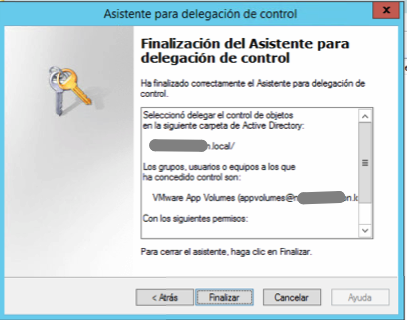 Asistente para delegación de control
x
Finalización del Asistente para
delegación de control
Ha finalizado correctamente el Asistente para delegación de
control.
Seleccionó delegar el control de objetos
en la siguiente carpeta de Active Directory:
n.local/
Los grupos, usuarios o equipos a los que
ha concedido control son:
VMware App Volumes (appvolumes@n on.lc
Con los siguientes permisos:
Para cerrar el asistente, haga clic en Finalizar.
< Atrás
Finalizar
Cancelar
Ayuda